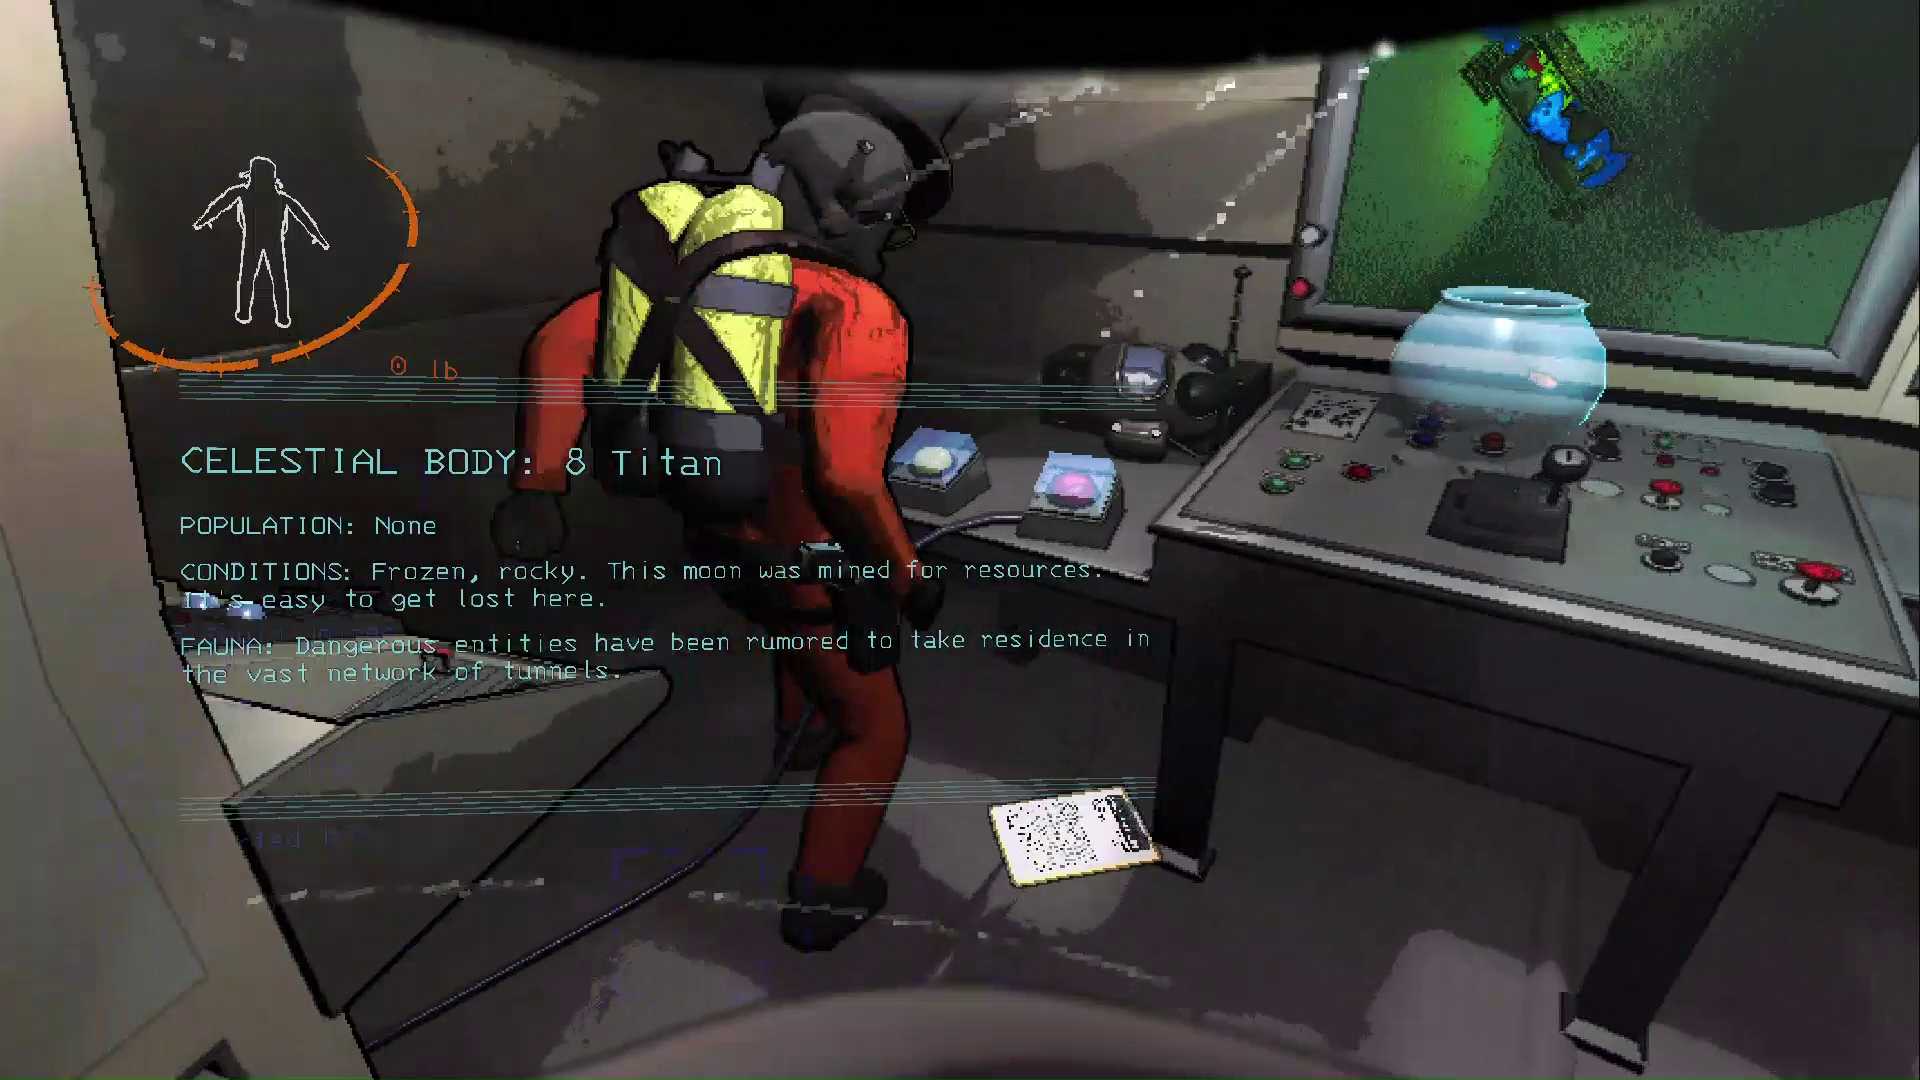 0 lb
CELESTIAL BODY: 8 Titan
POPULATION: None
CONDITIONS: Frozen, rocky. This moon was mined for resources.
It's easy to get lost here.
FAUNA: Dangerous entities have been rumored to take residence in
the vast network of tunnels.